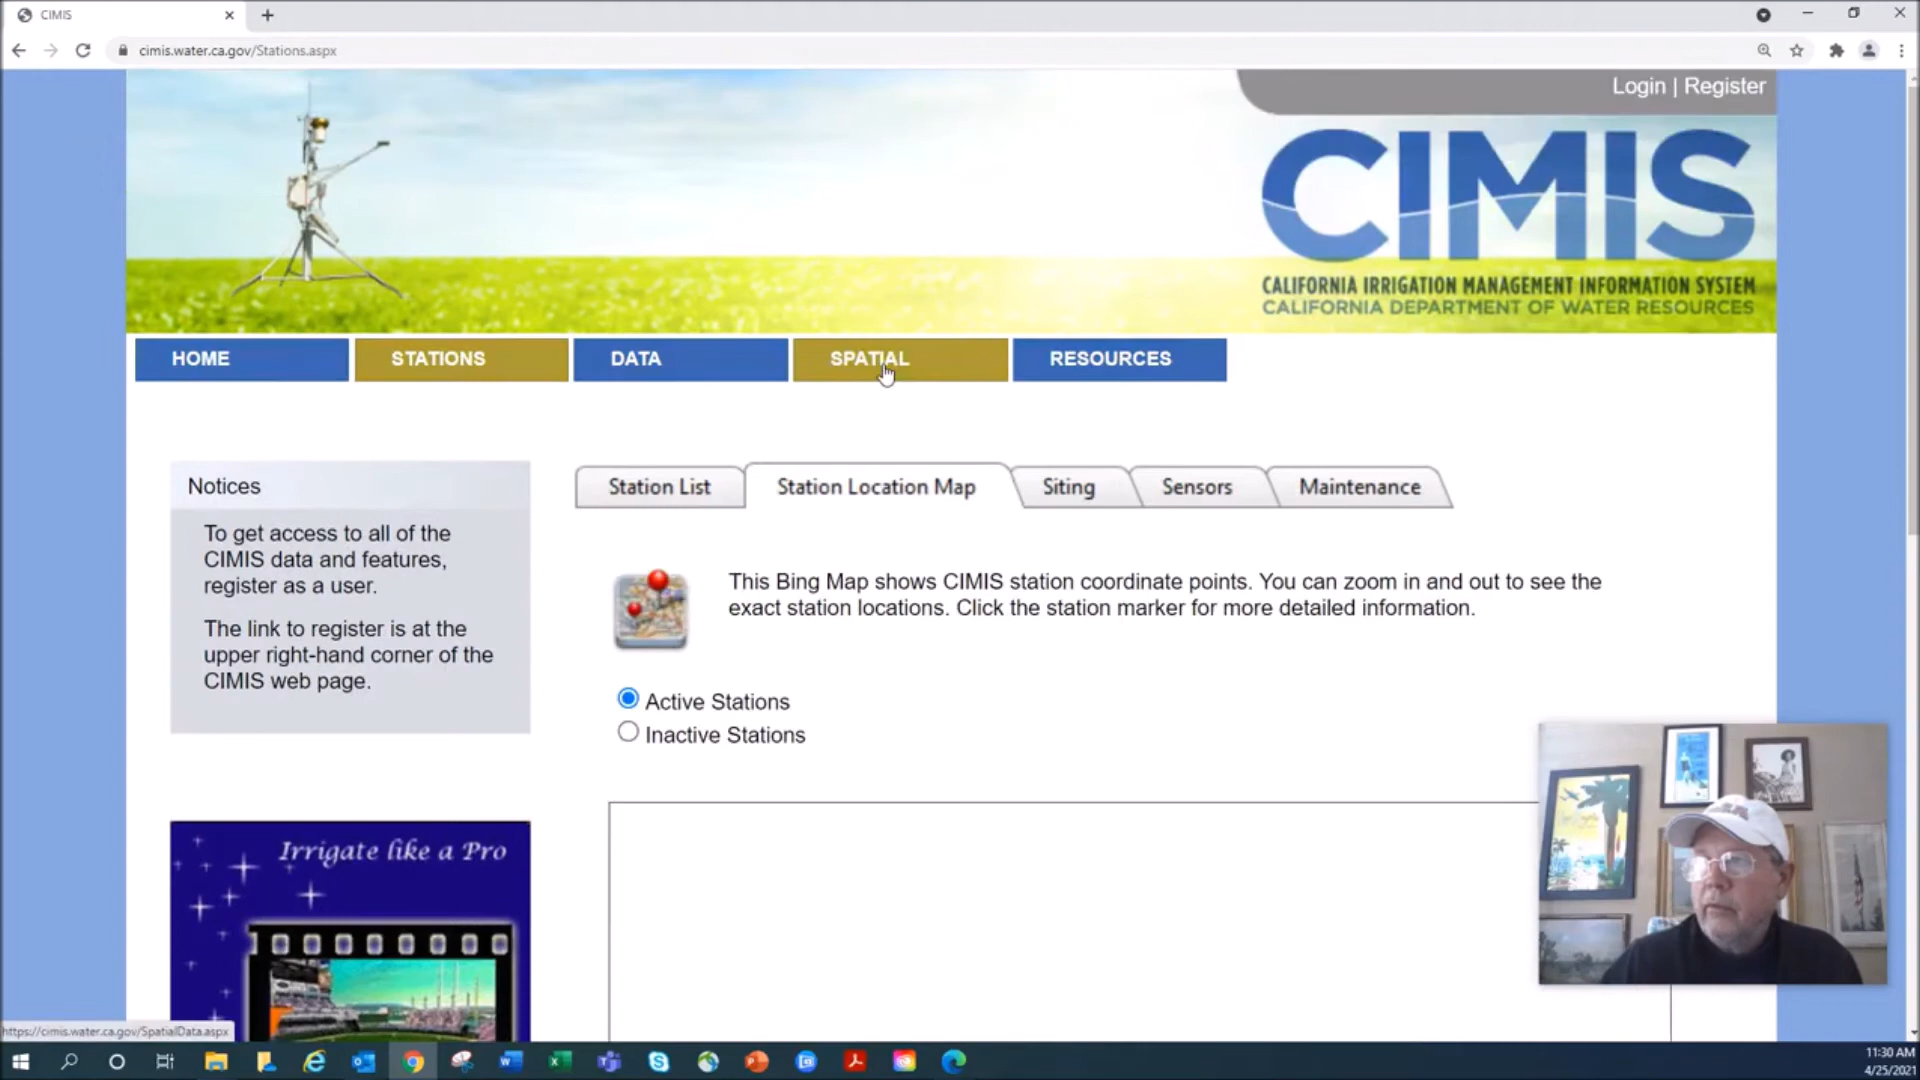 CIMIS
cimis.water.ca.gov/Stations.aspx
Login | Register
CIMIS
CALIFORNIA IRRIGATION MANAGEMENT INFORMATION SYSTEM
CALIFORNIA DEPARTMENT OF WATER RESOURCES
HOME
STATIONS
DATA
SPATIAL
RESOURCES
Notices
To get access to all of the
CIMIS data and features,
register as a user.
The link to register is at the
upper right-hand corner of the
CIMIS web page.
Station List
Station Location Map
Siting
Sensors
Maintenance
This Bing Map shows CIMIS station coordinate points. You can zoom in and out to see the
exact station locations. Click the station marker for more detailed information.
Active Stations
Inactive Stations
Irrigate like a Pro
https://cimis.water.ca.gov/SpatialData.aspx
11:30 AM
4/25/2021